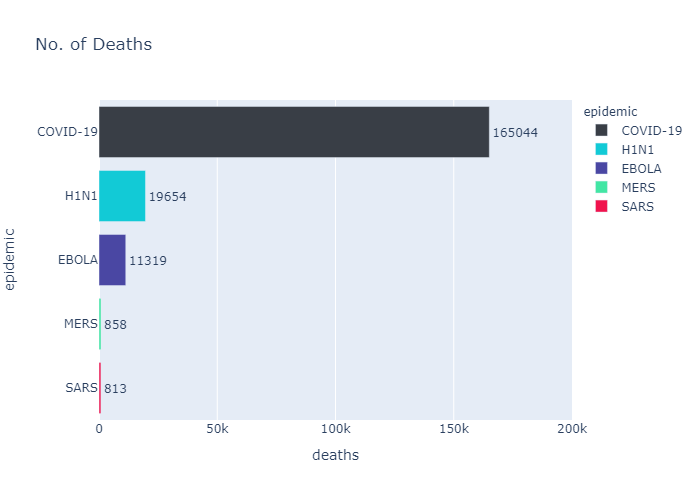 No. of Deaths
epidemic
COVID-19
H1N1
EBOLA
MERS
SARS
165044
19654
11319
858
813
0
50k
100k
150k
200k
deaths
epidemic
COVID-19
H1N1
EBOLA
MERS
SARS